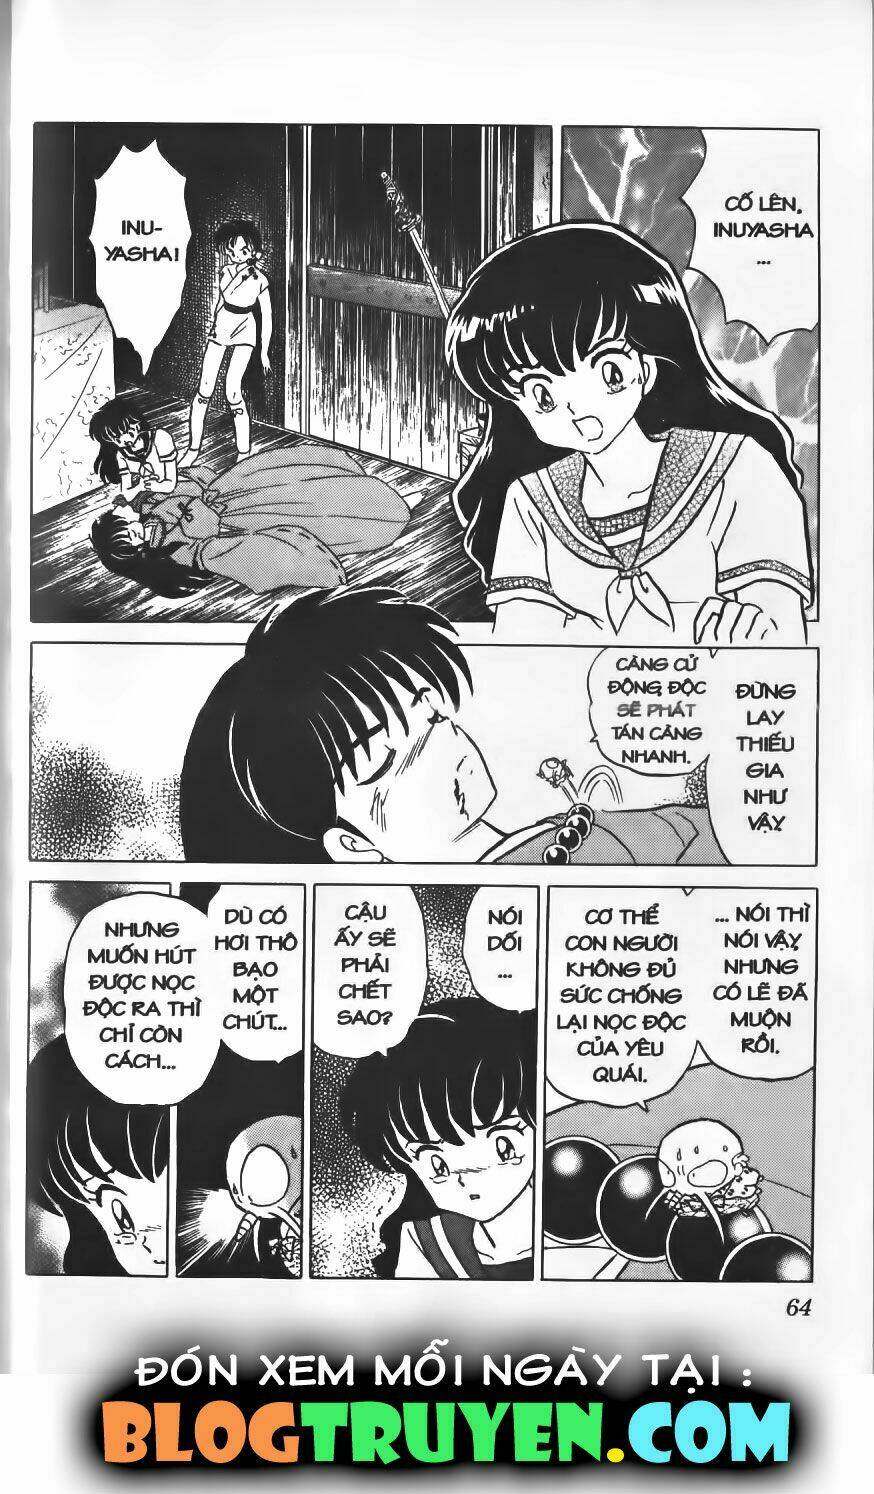 CỐ LÊN,
INUYASHA
...
INU-
YASHA!
ĐỪNG
LAY
THIẾU
GIA
NHƯ
VẬY.
CÀNG CỬ
ĐỘNG, ĐỘC
SẼ PHÁT
TÁN CÀNG
NHANH.
... NÓI THÌ
NÓI VẬY,
NHƯNG
CÓ LẼ ĐÃ
MUỘN
RỒI.
CƠ THỂ
CON NGƯỜI
KHÔNG ĐỦ
SỨC CHỐNG
LẠI NỌC ĐỘC
CỦA YÊU
QUÁI.
NÓI
DỐI
...
CẬU
ẤY SẼ
PHẢI
CHẾT
SAO?
DÙ CÓ
HƠI THÔ
BẠO
MỘT
CHÚT...
NHƯNG
MUỐN HÚT
ĐƯỢC NỌC
ĐỘC RA THÌ
CHỈ CÒN
CÁCH...
64
ĐÓN XEM MỖI NGÀY TẠI :
BLOGTRUYEN.COM